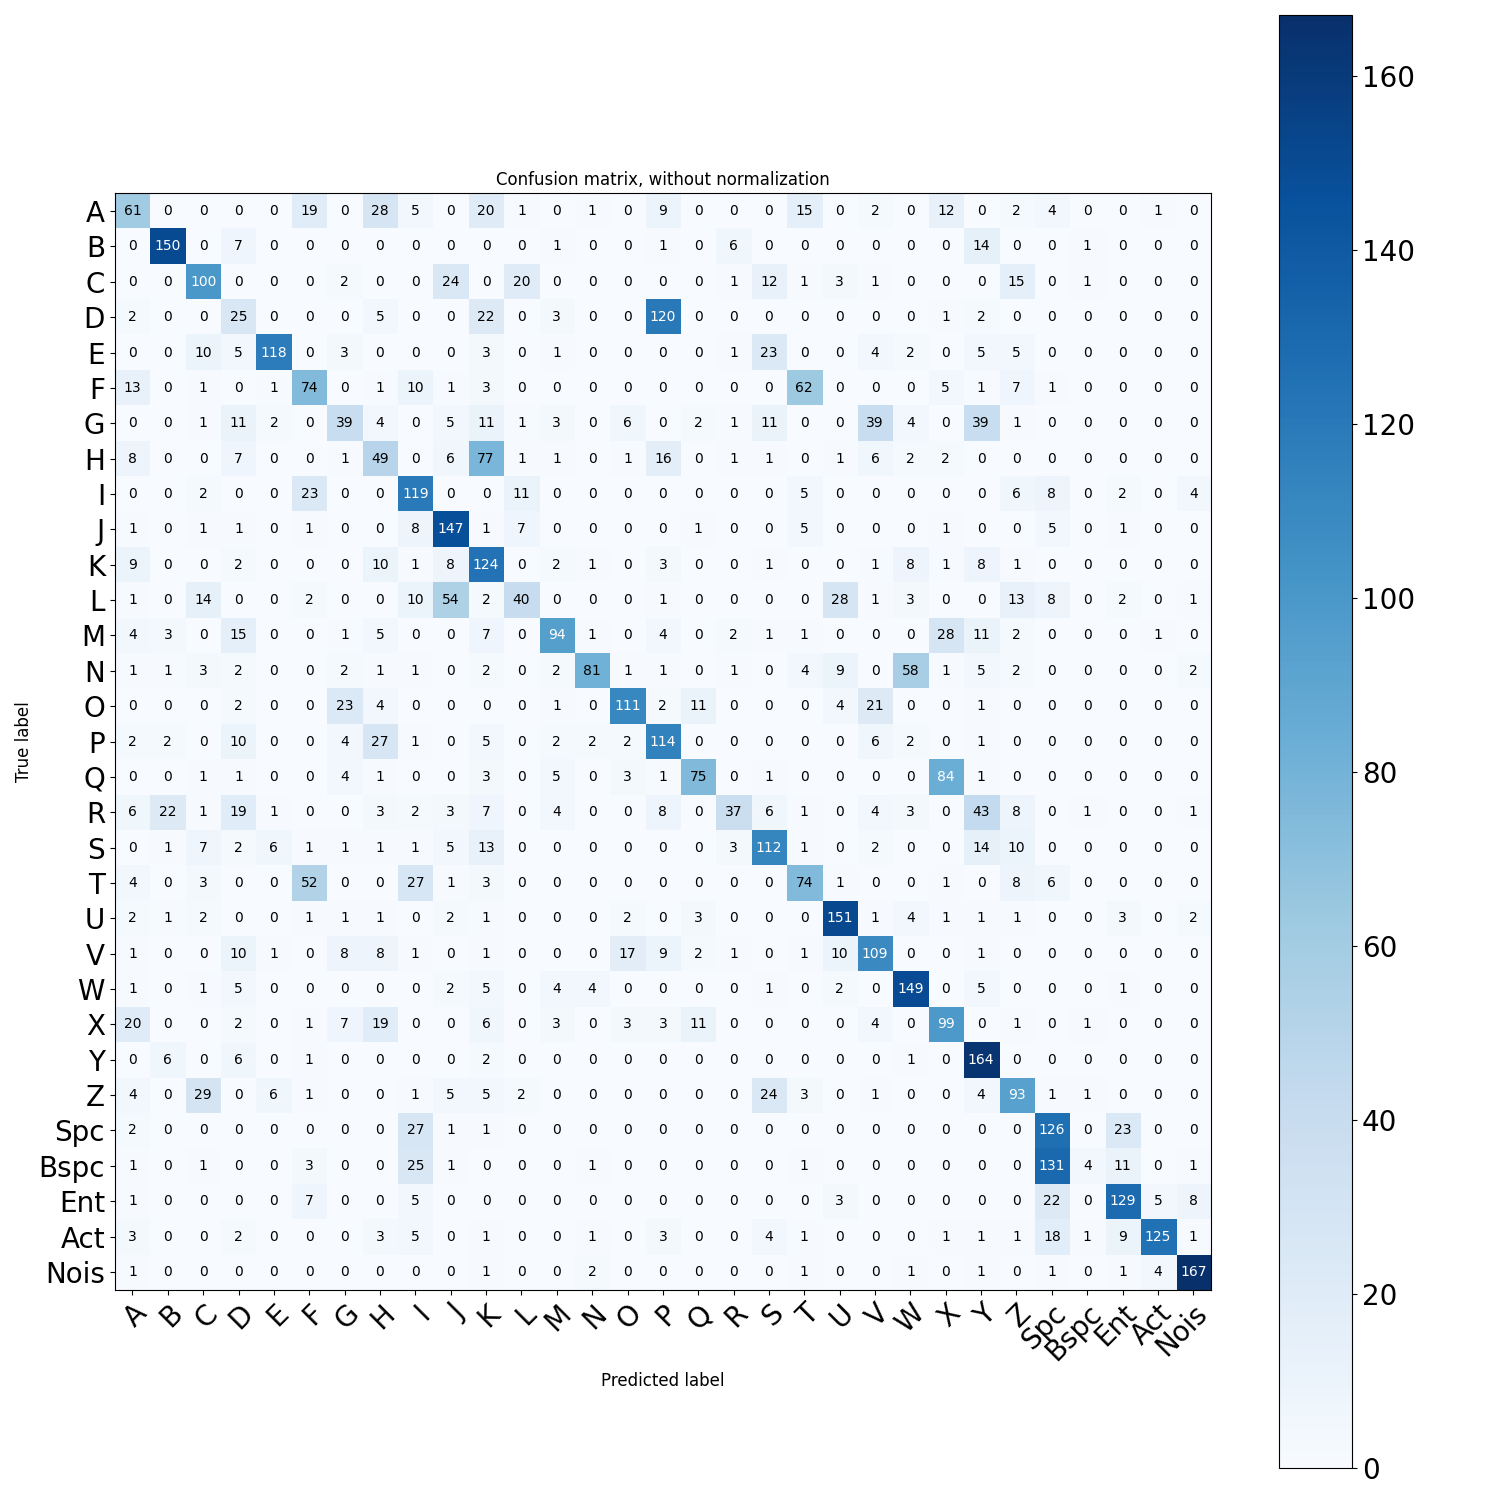 Confusion matrix, without normalization
A 61 0 0 0 0 19 0 28 5 0 20 1 0 1 0 9 0 0 0 15 0 2 0 12 0 2 4 0 0 1 0
B 0 150 0 7 0 0 0 0 0 0 0 0 1 0 0 1 0 6 0 0 0 0 0 0 14 0 0 1 0 0 0
C 0 0 100 0 0 0 2 0 0 24 0 20 0 0 0 0 0 1 12 1 3 1 0 0 0 15 0 1 0 0 0
D 2 0 0 25 0 0 0 5 0 0 22 0 3 0 0 120 0 0 0 0 0 0 0 1 2 0 0 0 0 0 0
E 0 0 10 5 118 0 3 0 0 0 3 0 1 0 0 0 0 1 23 0 0 4 2 0 5 5 0 0 0 0 0
F 13 0 1 0 1 74 0 1 10 1 3 0 0 0 0 0 0 0 0 62 0 0 0 5 1 7 1 0 0 0 0
G 0 0 1 11 2 0 39 4 0 5 11 1 3 0 6 0 2 1 11 0 0 39 4 0 39 1 0 0 0 0 0
H 8 0 0 7 0 0 1 49 0 6 77 1 1 0 1 16 0 1 1 0 1 6 2 2 0 0 0 0 0 0 0
I 0 0 2 0 0 23 0 0 119 0 0 11 0 0 0 0 0 0 0 5 0 0 0 0 0 6 8 0 2 0 4
J 1 0 1 1 0 1 0 0 8 147 1 7 0 0 0 0 1 0 0 5 0 0 0 1 0 0 5 0 1 0 0
K 9 0 0 2 0 0 0 10 1 8 124 0 2 1 0 3 0 0 1 0 0 1 8 1 8 1 0 0 0 0 0
L 1 0 14 0 0 2 0 0 10 54 2 40 0 0 0 1 0 0 0 0 28 1 3 0 0 13 8 0 2 0 1
M 4 3 0 15 0 0 1 5 0 0 7 0 94 1 0 4 0 2 1 1 0 0 0 28 11 2 0 0 0 1 0
N 1 1 3 2 0 0 2 1 1 0 2 0 2 81 1 1 0 1 0 4 9 0 58 1 5 2 0 0 0 0 2
O 0 0 0 2 0 0 23 4 0 0 0 0 1 0 111 2 11 0 0 0 4 21 0 0 1 0 0 0 0 0 0
P 2 2 0 10 0 0 4 27 1 0 5 0 2 2 2 114 0 0 0 0 0 6 2 0 1 0 0 0 0 0 0
Q 0 0 1 1 0 0 4 1 0 0 3 0 5 0 3 1 75 0 1 0 0 0 0 84 1 0 0 0 0 0 0
R 6 22 1 19 1 0 0 3 2 3 7 0 4 0 0 8 0 37 6 1 0 4 3 0 43 8 0 1 0 0 1
S 0 1 7 2 6 1 1 1 1 5 13 0 0 0 0 0 0 3 112 1 0 2 0 0 14 10 0 0 0 0 0
T 4 0 3 0 0 52 0 0 27 1 3 0 0 0 0 0 0 0 0 74 1 0 0 1 0 8 6 0 0 0 0
U 2 1 2 0 0 1 1 1 0 2 1 0 0 0 2 0 3 0 0 0 151 1 4 1 1 1 0 0 3 0 2
V 1 0 0 10 1 0 8 8 1 0 1 0 0 0 17 9 2 1 0 1 10 109 0 0 1 0 0 0 0 0 0
W 1 0 1 5 0 0 0 0 0 2 5 0 4 4 0 0 0 0 1 0 2 0 149 0 5 0 0 0 1 0 0
X 20 0 0 2 0 1 7 19 0 0 6 0 3 0 3 3 11 0 0 0 0 4 0 99 0 1 0 1 0 0 0
Y 0 6 0 6 0 1 0 0 0 0 2 0 0 0 0 0 0 0 0 0 0 0 1 0 164 0 0 0 0 0 0
Z 4 0 29 0 6 1 0 0 1 5 5 2 0 0 0 0 0 0 24 3 0 1 0 0 4 93 1 1 0 0 0
Spc 2 0 0 0 0 0 0 0 27 1 1 0 0 0 0 0 0 0 0 0 0 0 0 0 0 0 126 0 23 0 0
Bspc 1 0 1 0 0 3 0 0 25 1 0 0 0 1 0 0 0 0 0 1 0 0 0 0 0 0 131 4 11 0 1
Ent 1 0 0 0 0 7 0 0 5 0 0 0 0 0 0 0 0 0 0 0 3 0 0 0 0 0 22 0 129 5 8
Act 3 0 0 2 0 0 0 3 5 0 1 0 0 1 0 3 0 0 4 1 0 0 0 1 1 1 18 1 9 125 1
Nois 1 0 0 0 0 0 0 0 0 0 1 0 0 2 0 0 0 0 0 1 0 0 1 0 1 0 1 0 1 4 167
A B C D E F G H I J K L M N O P Q R S T U V W X Y Z Spc Bspc Ent Act Nois
Predicted label
True label
160
140
120
100
80
60
40
20
0